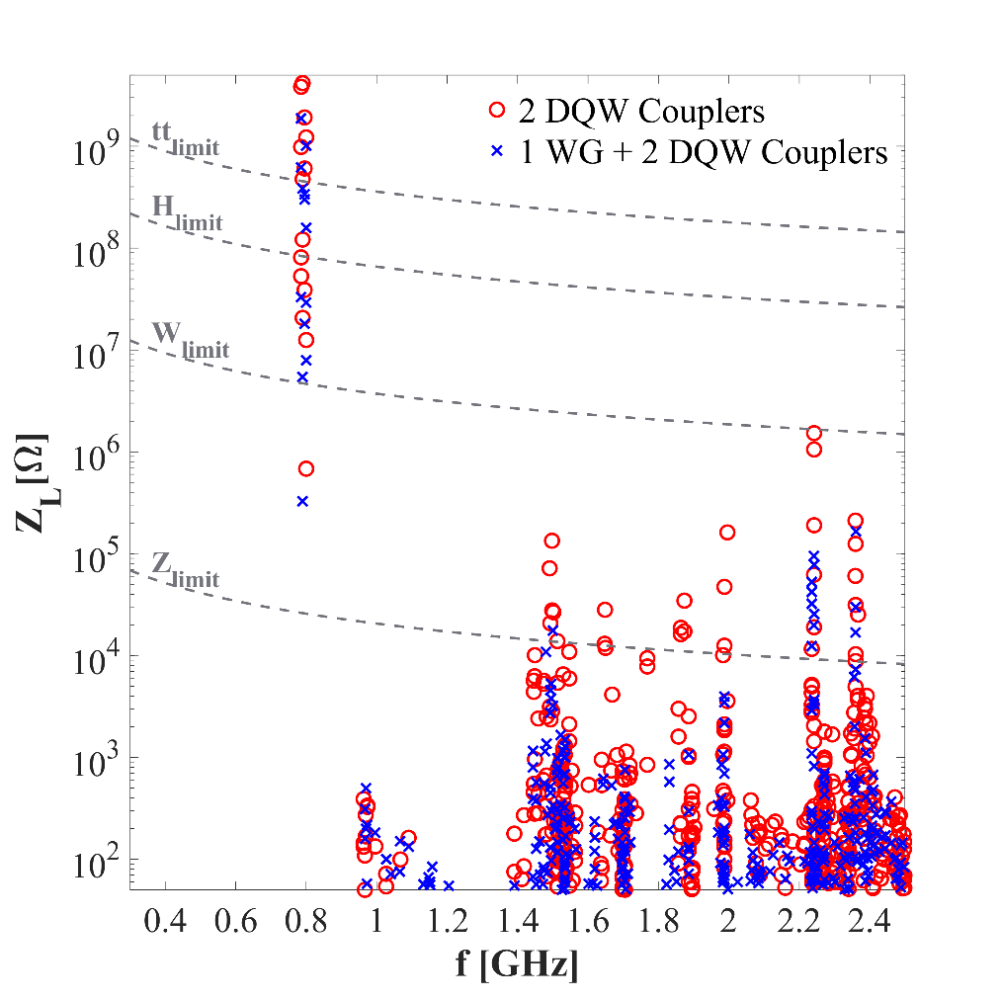 2 DQW Couplers
1 WG + 2 DQW Couplers
tt_limit
H_limit
W_limit
Z_limit
10^9
10^8
10^7
10^6
10^5
10^4
10^3
10^2
Z_L [Ω]
0.4 0.6 0.8 1 1.2 1.4 1.6 1.8 2 2.2 2.4
f [GHz]